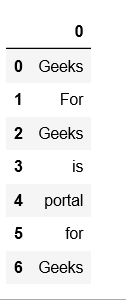 0
0 Geeks
1 For
2 Geeks
3 is
4 portal
5 for
6 Geeks